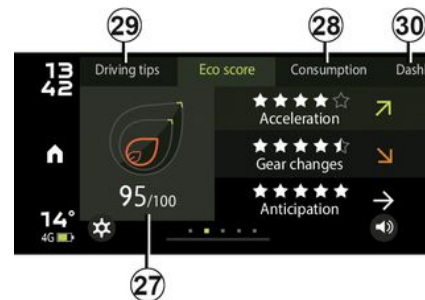 29
28
30
13
42
Driving tips
Eco score
Consumption
Dash
Acceleration
Gear changes
95/100
Anticipation
14°
4G
27